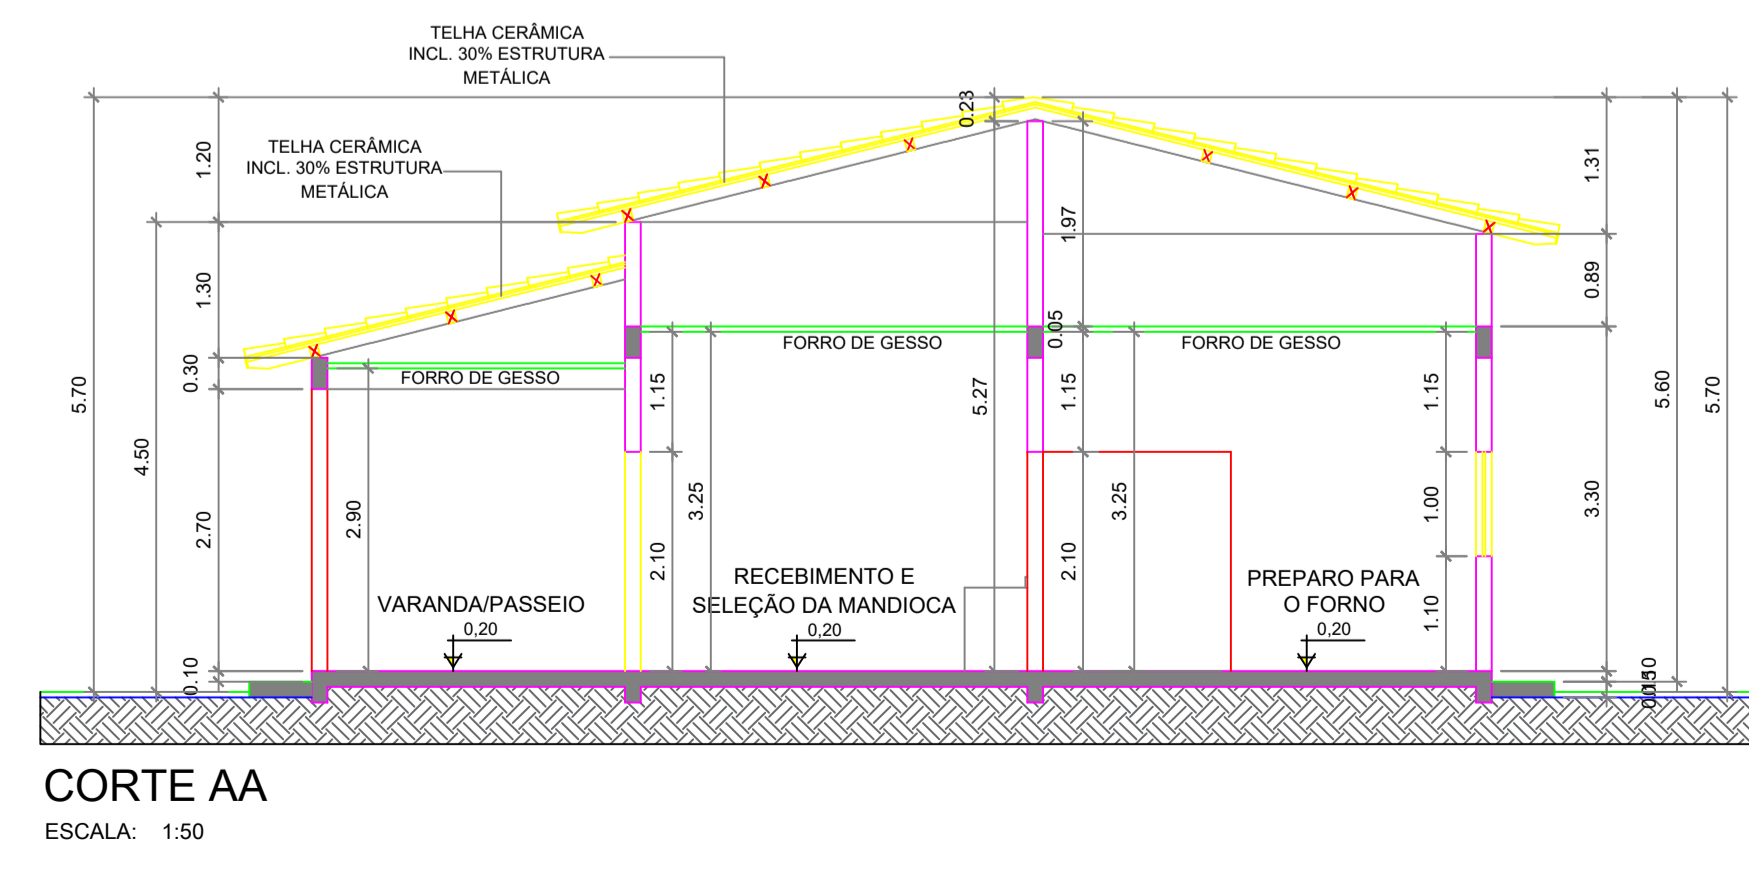 TELHA CERÂMICA
INCL. 30% ESTRUTURA
METÁLICA
TELHA CERÂMICA
INCL. 30% ESTRUTURA
METÁLICA
5.70
4.50
1.20
1.30
0.30
2.70
0.10
2.90
FORRO DE GESSO
VARANDA/PASSEIO
0,20
1.15
2.10
3.25
FORRO DE GESSO
RECEBIMENTO E
SELEÇÃO DA MANDIOCA
0,20
0.23
5.27
1.97
0.05
1.15
2.10
3.25
FORRO DE GESSO
PREPARO PARA
O FORNO
0,20
1.15
1.00
1.10
1.31
0.89
3.30
5.60
5.70
CORTE AA
ESCALA: 1:50